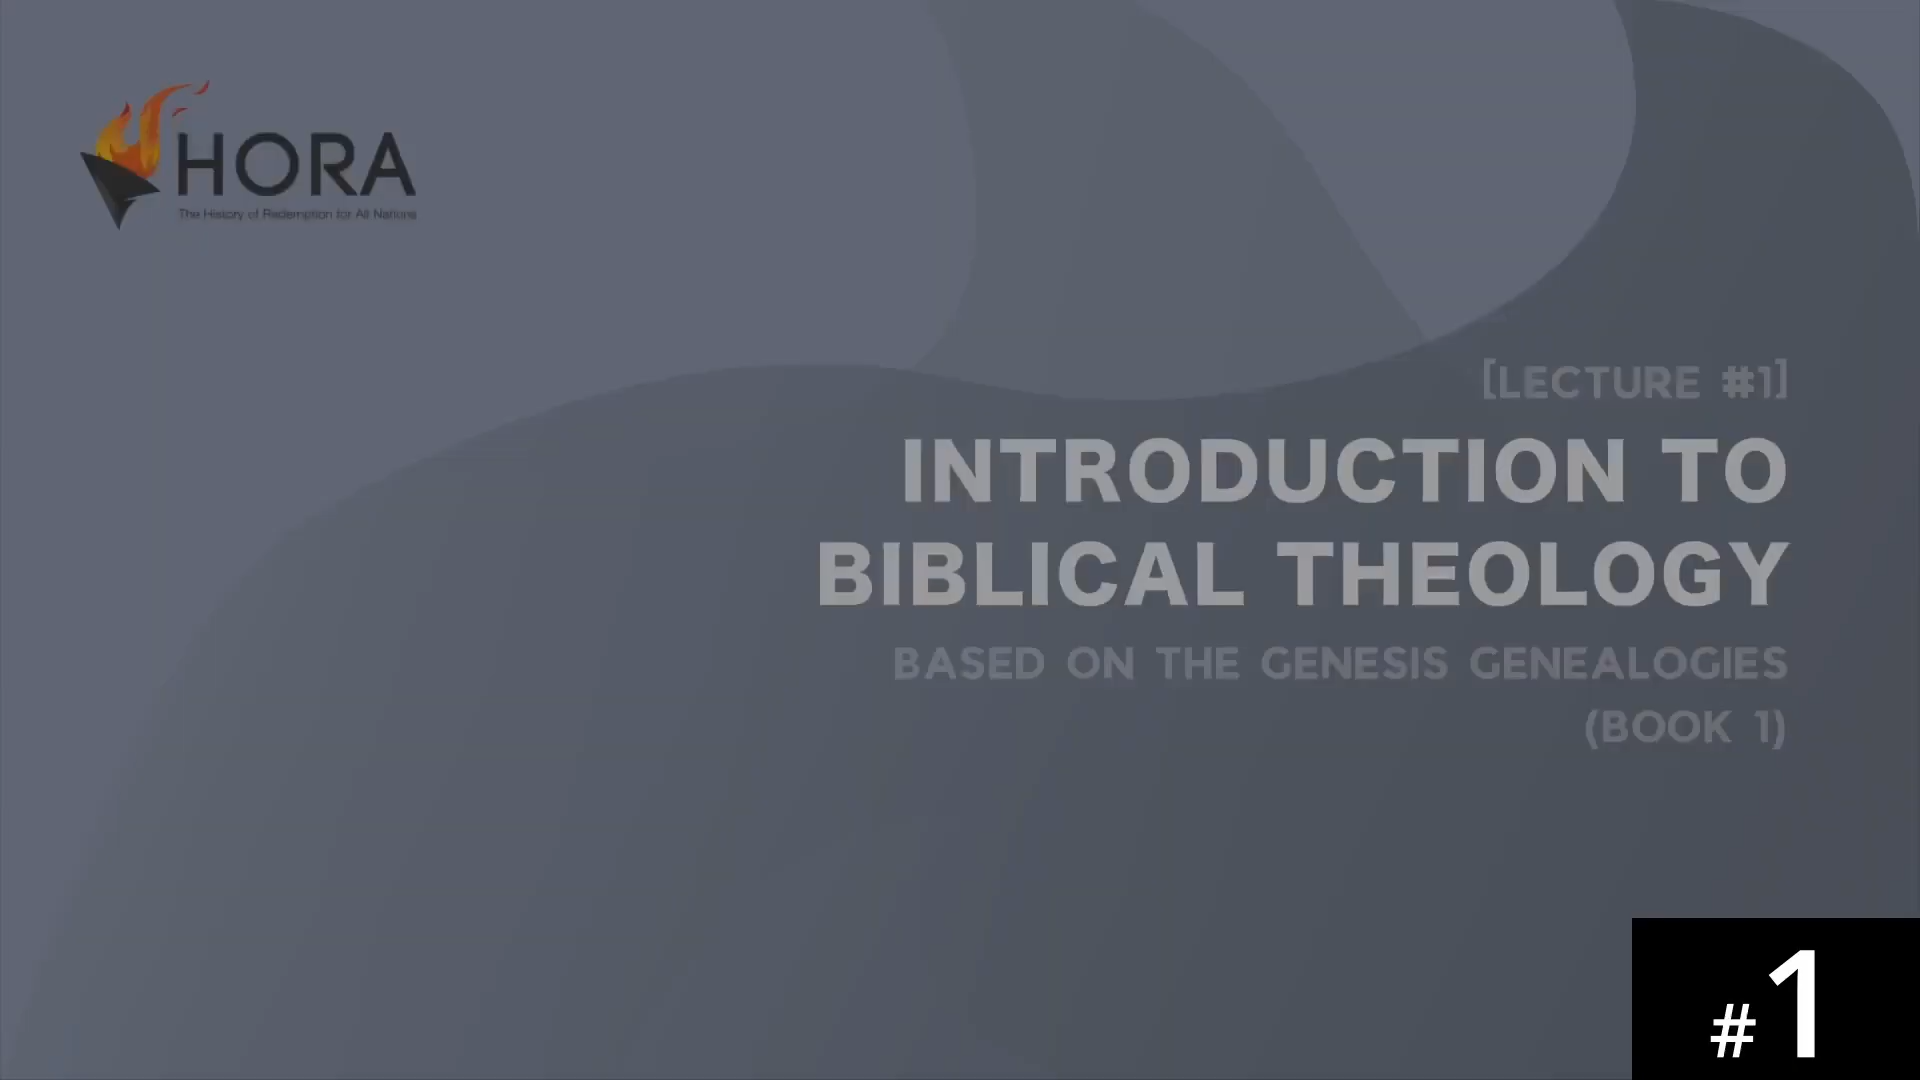 HORA
The History of Redemption for All Nations
[LECTURE #1]
INTRODUCTION TO
BIBLICAL THEOLOGY
BASED ON THE GENESIS GENEALOGIES
(BOOK 1)
#1